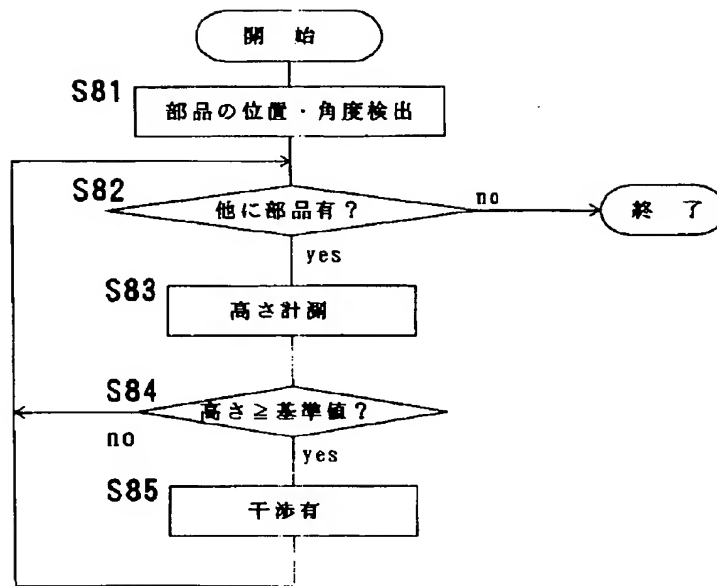 開 始
S81
部品の位置・角度検出
S82
他に部品有？
no
終 了
yes
S83
高さ計測
S84
高さ≧基準値？
no
yes
S85
干渉有